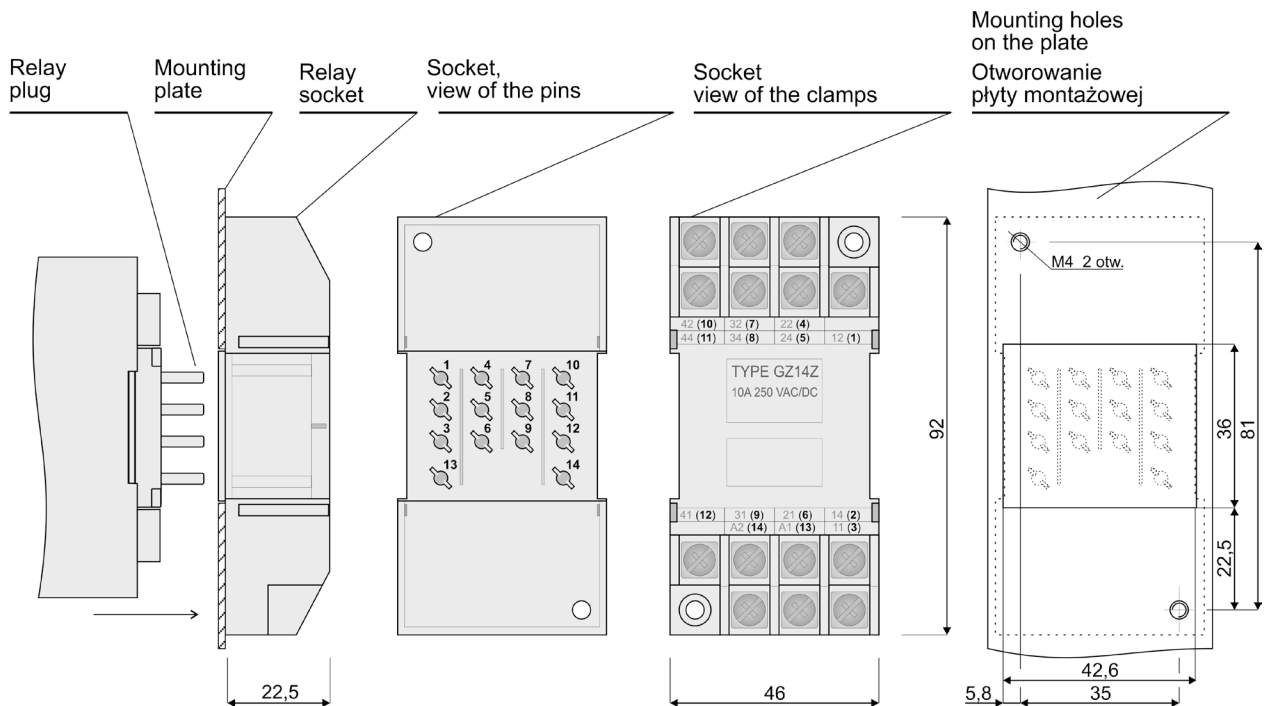 Relay
plug
Mounting
plate
Relay
socket
Socket,
view of the pins
Socket
view of the clamps
Mounting holes
on the plate
Otworowanie
płyty montażowej
M4 2 otw.
42 (10) 32 (7) 22 (4)
44 (11) 34 (8) 24 (5) 12 (1)
TYPE GZ14Z
10A 250 VAC/DC
1 4 7 10
2 5 8 11
3 6 9 12
13 14
41 (12) 31 (9) 21 (6) 14 (2)
A2 (14) A1 (13) 11 (3)
92
36
81
22,5
22,5
46
42,6
5,8
35